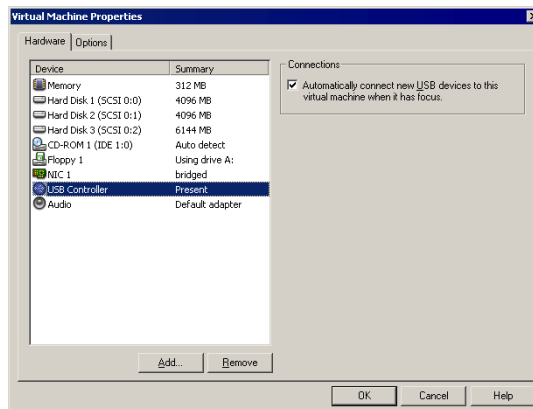 Virtual Machine Properties
Hardware Options
Device Summary
Memory 312 MB
Hard Disk 1 (SCSI 0:0) 4096 MB
Hard Disk 2 (SCSI 0:1) 4096 MB
Hard Disk 3 (SCSI 0:2) 6144 MB
CD-ROM 1 (IDE 1:0) Auto detect
Floppy 1 Using drive A:
NIC 1 bridged
USB Controller Present
Audio Default adapter
Connections
Automatically connect new USB devices to this
virtual machine when it has focus.
Add... Remove
OK Cancel Help